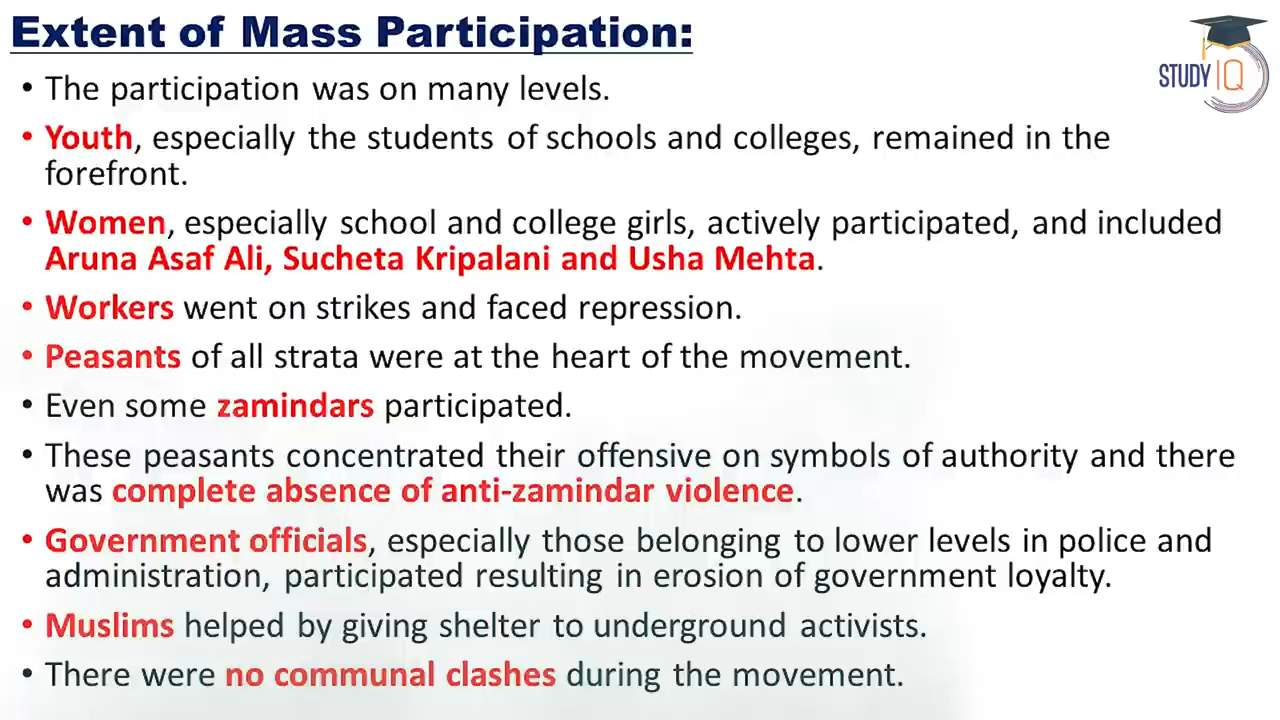 Extent of Mass Participation:
STUDY IQ
• The participation was on many levels.
• Youth, especially the students of schools and colleges, remained in the
forefront.
• Women, especially school and college girls, actively participated, and included
Aruna Asaf Ali, Sucheta Kripalani and Usha Mehta.
• Workers went on strikes and faced repression.
• Peasants of all strata were at the heart of the movement.
• Even some zamindars participated.
• These peasants concentrated their offensive on symbols of authority and there
was complete absence of anti-zamindar violence.
• Government officials, especially those belonging to lower levels in police and
administration, participated resulting in erosion of government loyalty.
• Muslims helped by giving shelter to underground activists.
• There were no communal clashes during the movement.